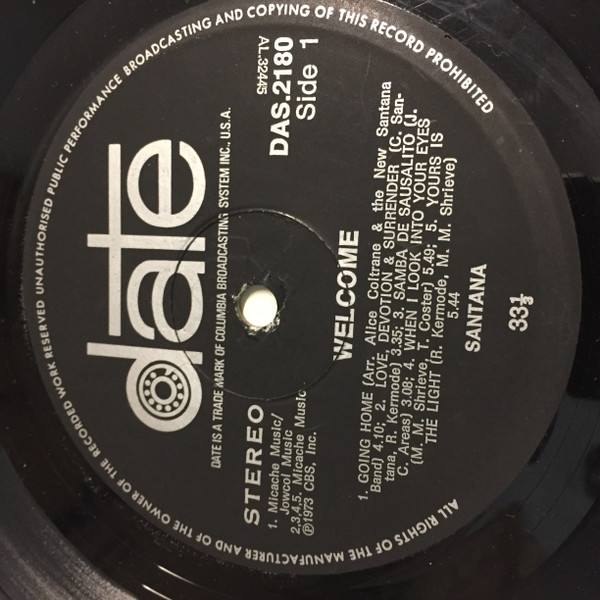 ALL RIGHTS OF THE MANUFACTURER AND OF THE OWNER OF THE RECORDED WORK RESERVED UNAUTHORISED PUBLIC PERFORMANCE BROADCASTING AND COPYING OF THIS RECORD PROHIBITED
date
DATE IS A TRADE MARK OF COLUMBIA BROADCASTING SYSTEM INC., U.S.A.
STEREO
1. Micache Music/
Jowcol Music
2,3,4,5. Micache Music
℗1973 CBS, Inc.
AL.32445
DAS.2180
Side 1
WELCOME
1. GOING HOME (Arr. Alice Coltrane & the New Santana
Band) 4.10; 2. LOVE, DEVOTION & SURRENDER (C. San-
tana, R. Kermode) 3.35; 3. SAMBA DE SAUSALITO (J.
C. Areas) 3.08; 4. WHEN I LOOK INTO YOUR EYES
(M. M. Shrieve, T. Coster) 5.49; 5. YOURS IS
THE LIGHT (R. Kermode, M. M. Shrieve)
5.44
SANTANA
33⅓